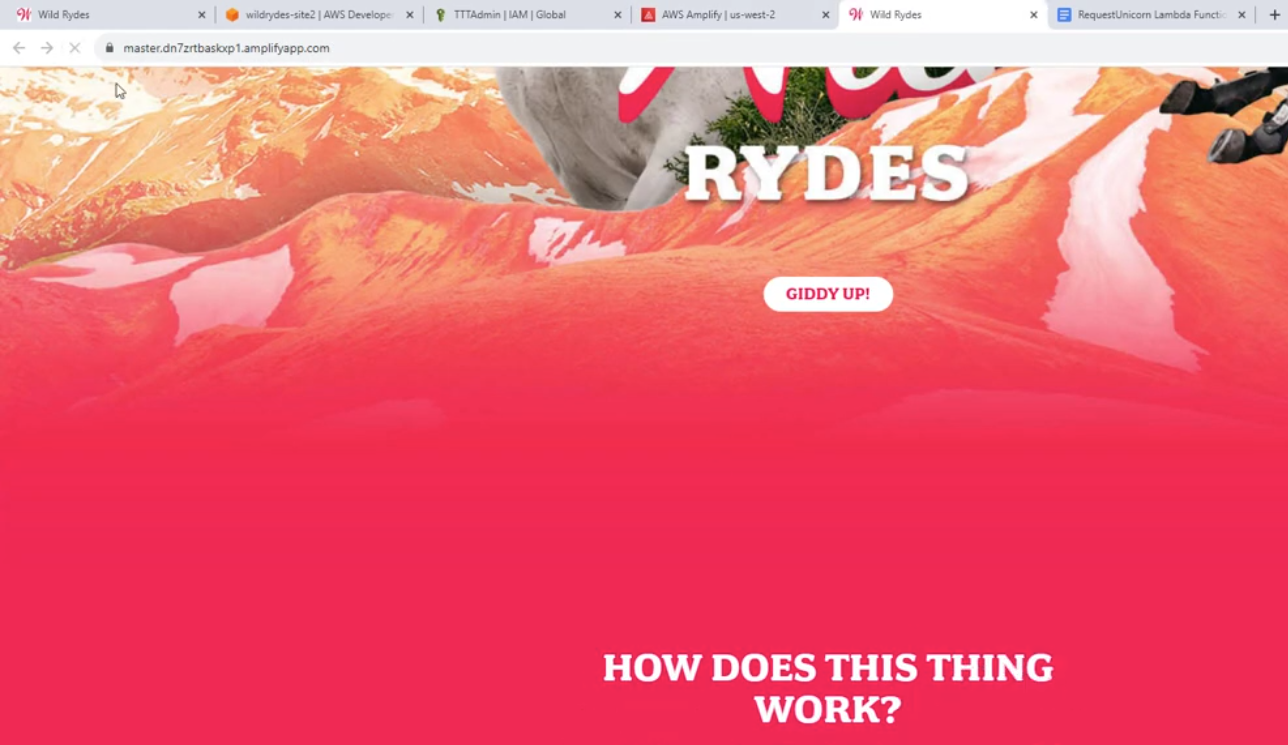 Wild Rydes
wildrydes-site2 | AWS Develope
TTTAdmin | IAM | Global
AWS Amplify | us-west-2
Wild Rydes
RequestUnicorn Lambda Functic
master.dn7zrtbaskxp1.amplifyapp.com
RYDES
GIDDY UP!
HOW DOES THIS THING
WORK?